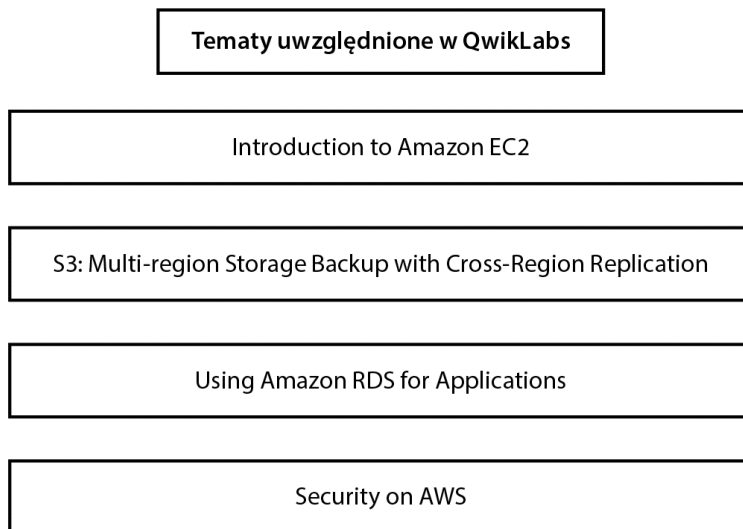 Tematy uwzględnione w QwikLabs
Introduction to Amazon EC2
S3: Multi-region Storage Backup with Cross-Region Replication
Using Amazon RDS for Applications
Security on AWS